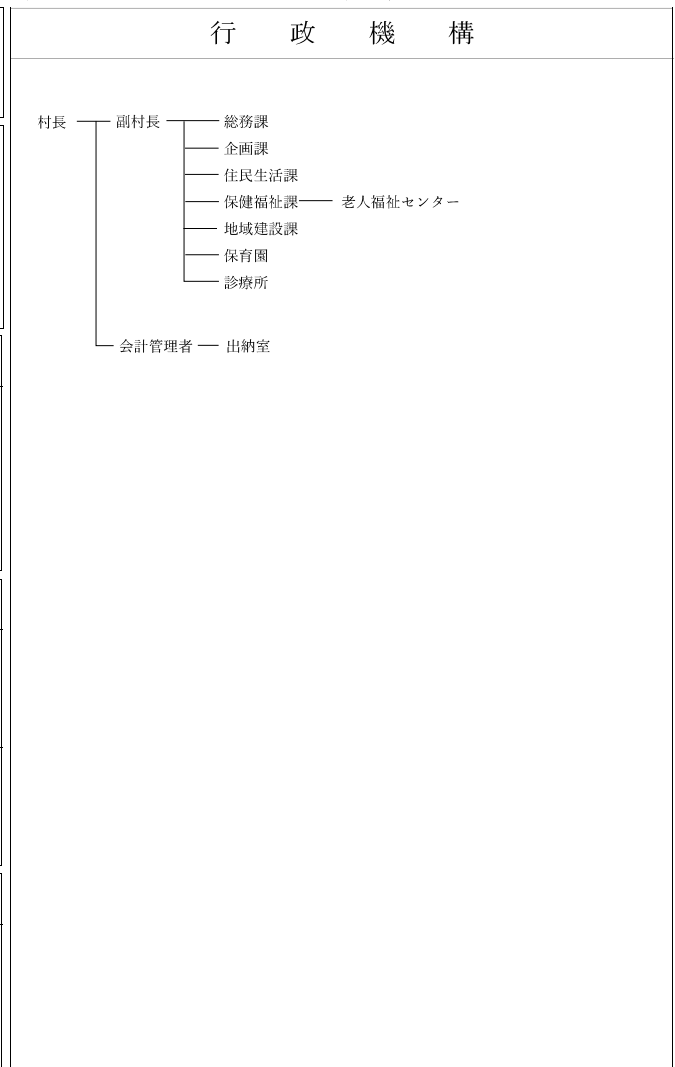 行政機構
村長 副村長 総務課
企画課
住民生活課
保健福祉課 老人福祉センター
地域建設課
保育園
診療所
会計管理者 出納室